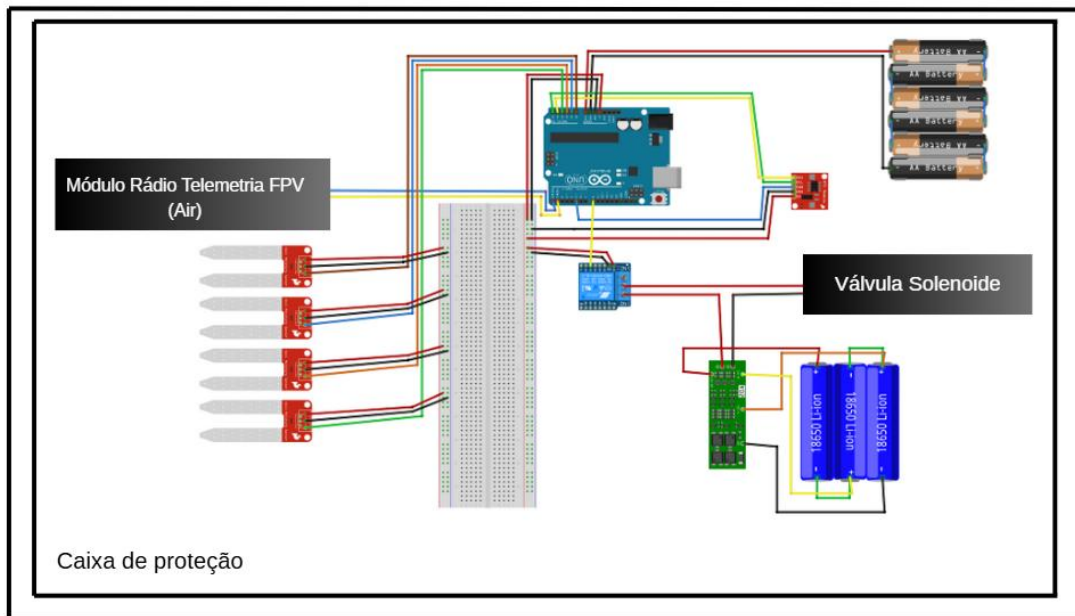 AA Battery
AA Battery
AA Battery
AA Battery
AA Battery
AA Battery
UNO
Módulo Rádio Telemetria FPV
(Air)
Válvula Solenoide
18650 Li-ion
18650 Li-ion
18650 Li-ion
Caixa de proteção